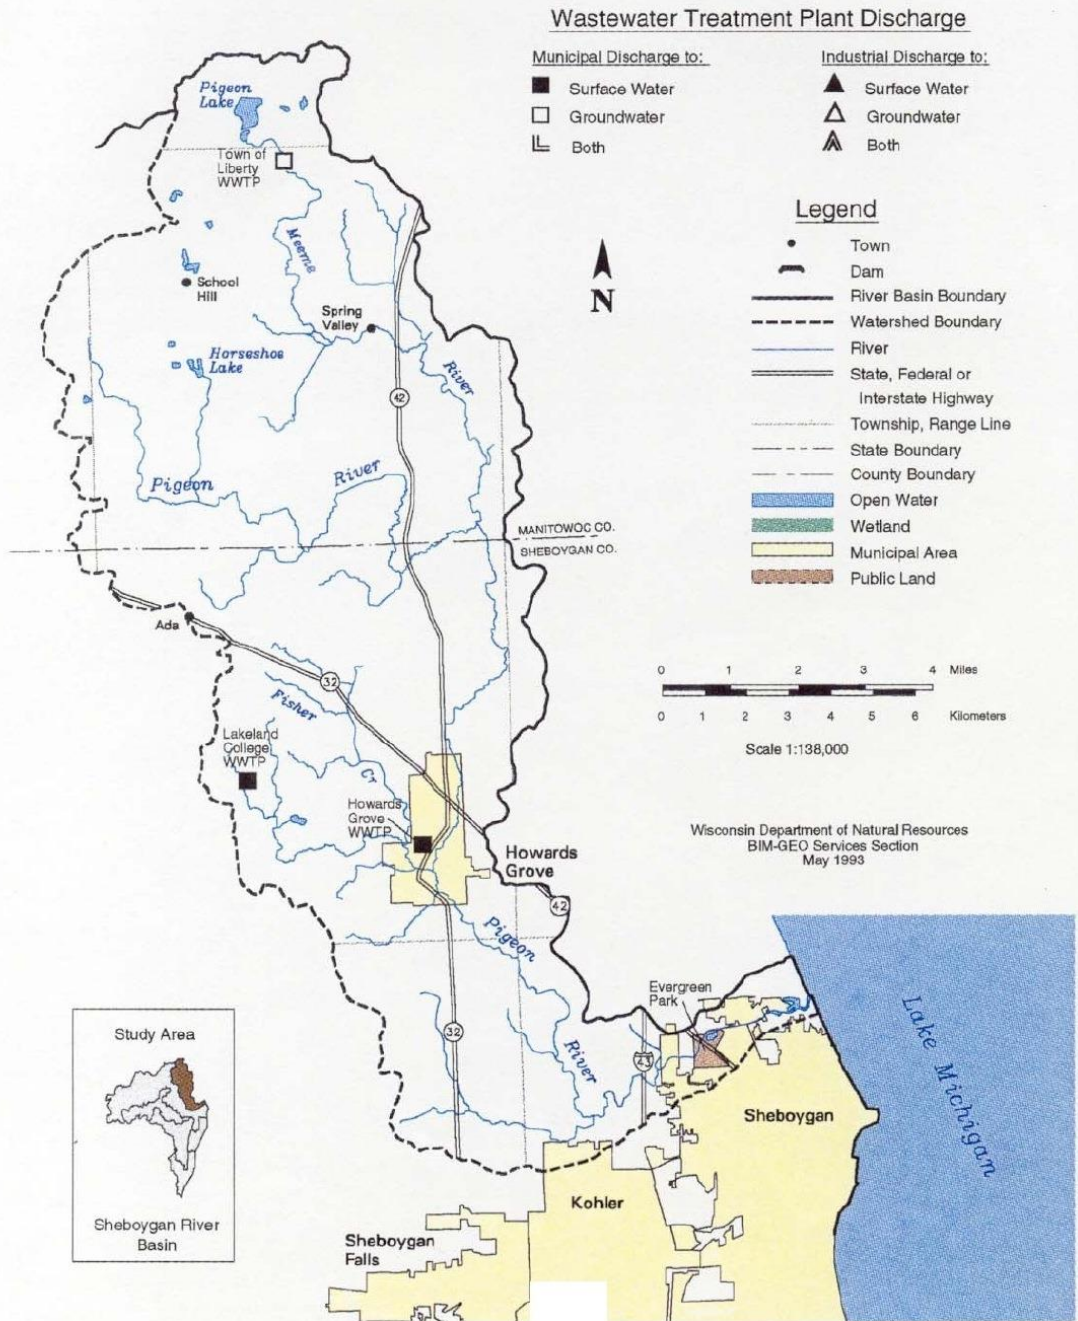 Wastewater Treatment Plant Discharge
Municipal Discharge to:
Surface Water
Groundwater
Both
Industrial Discharge to:
Surface Water
Groundwater
Both
Legend
Town
Dam
River Basin Boundary
Watershed Boundary
River
State, Federal or
Interstate Highway
Township, Range Line
State Boundary
County Boundary
Open Water
Wetland
Municipal Area
Public Land
N
Pigeon
Lake
Town of
Liberty
WWTP
Meeme
School
Hill
Spring
Valley
Horseshoe
Lake
River
42
River
Pigeon
MANITOWOC CO.
SHEBOYGAN CO.
Ada
32
Fisher
Cr
Lakeland
College
WWTP
Howards
Grove
WWTP
Howards
Grove
42
Pigeon
River
32
43
Evergreen
Park
Sheboygan
Kohler
Sheboygan
Falls
Lake Michigan
0 1 2 3 4 Miles
0 1 2 3 4 5 6 Kilometers
Scale 1:138,000
Wisconsin Department of Natural Resources
BIM-GEO Services Section
May 1993
Study Area
Sheboygan River
Basin